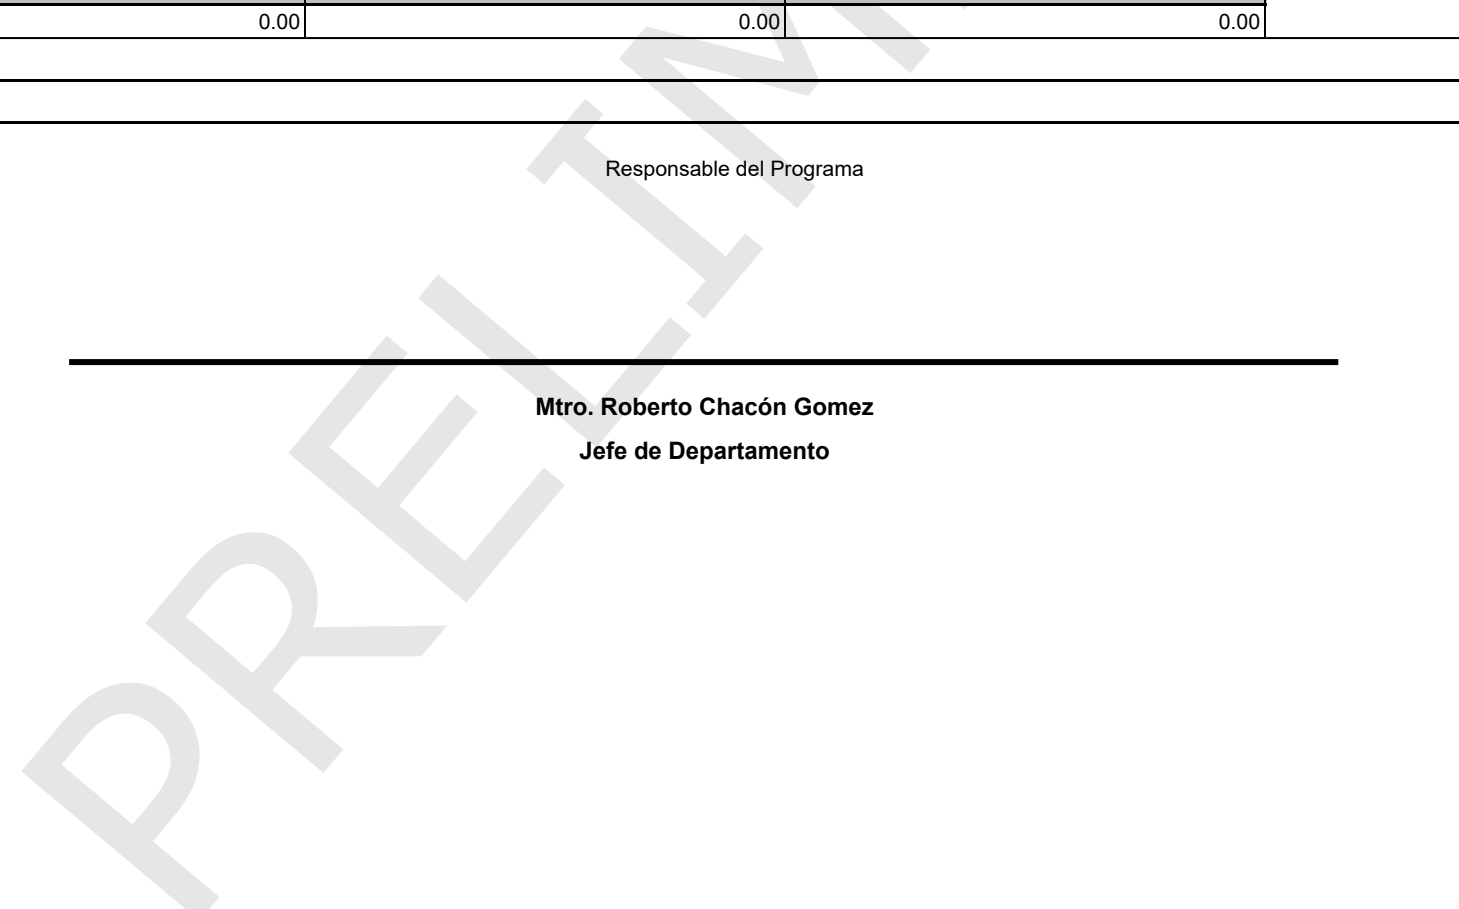 0.00 0.00 0.00
Responsable del Programa
Mtro. Roberto Chacón Gomez
Jefe de Departamento
PRELIM